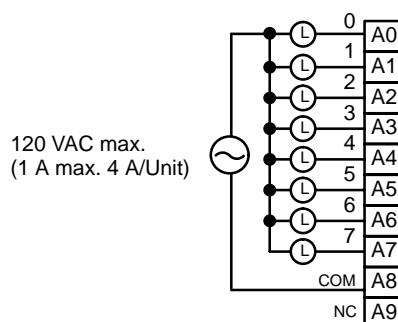 0 L A0
1 L A1
2 L A2
3 L A3
4 L A4
5 L A5
6 L A6
7 L A7
COM A8
NC A9
120 VAC max.
(1 A max. 4 A/Unit)